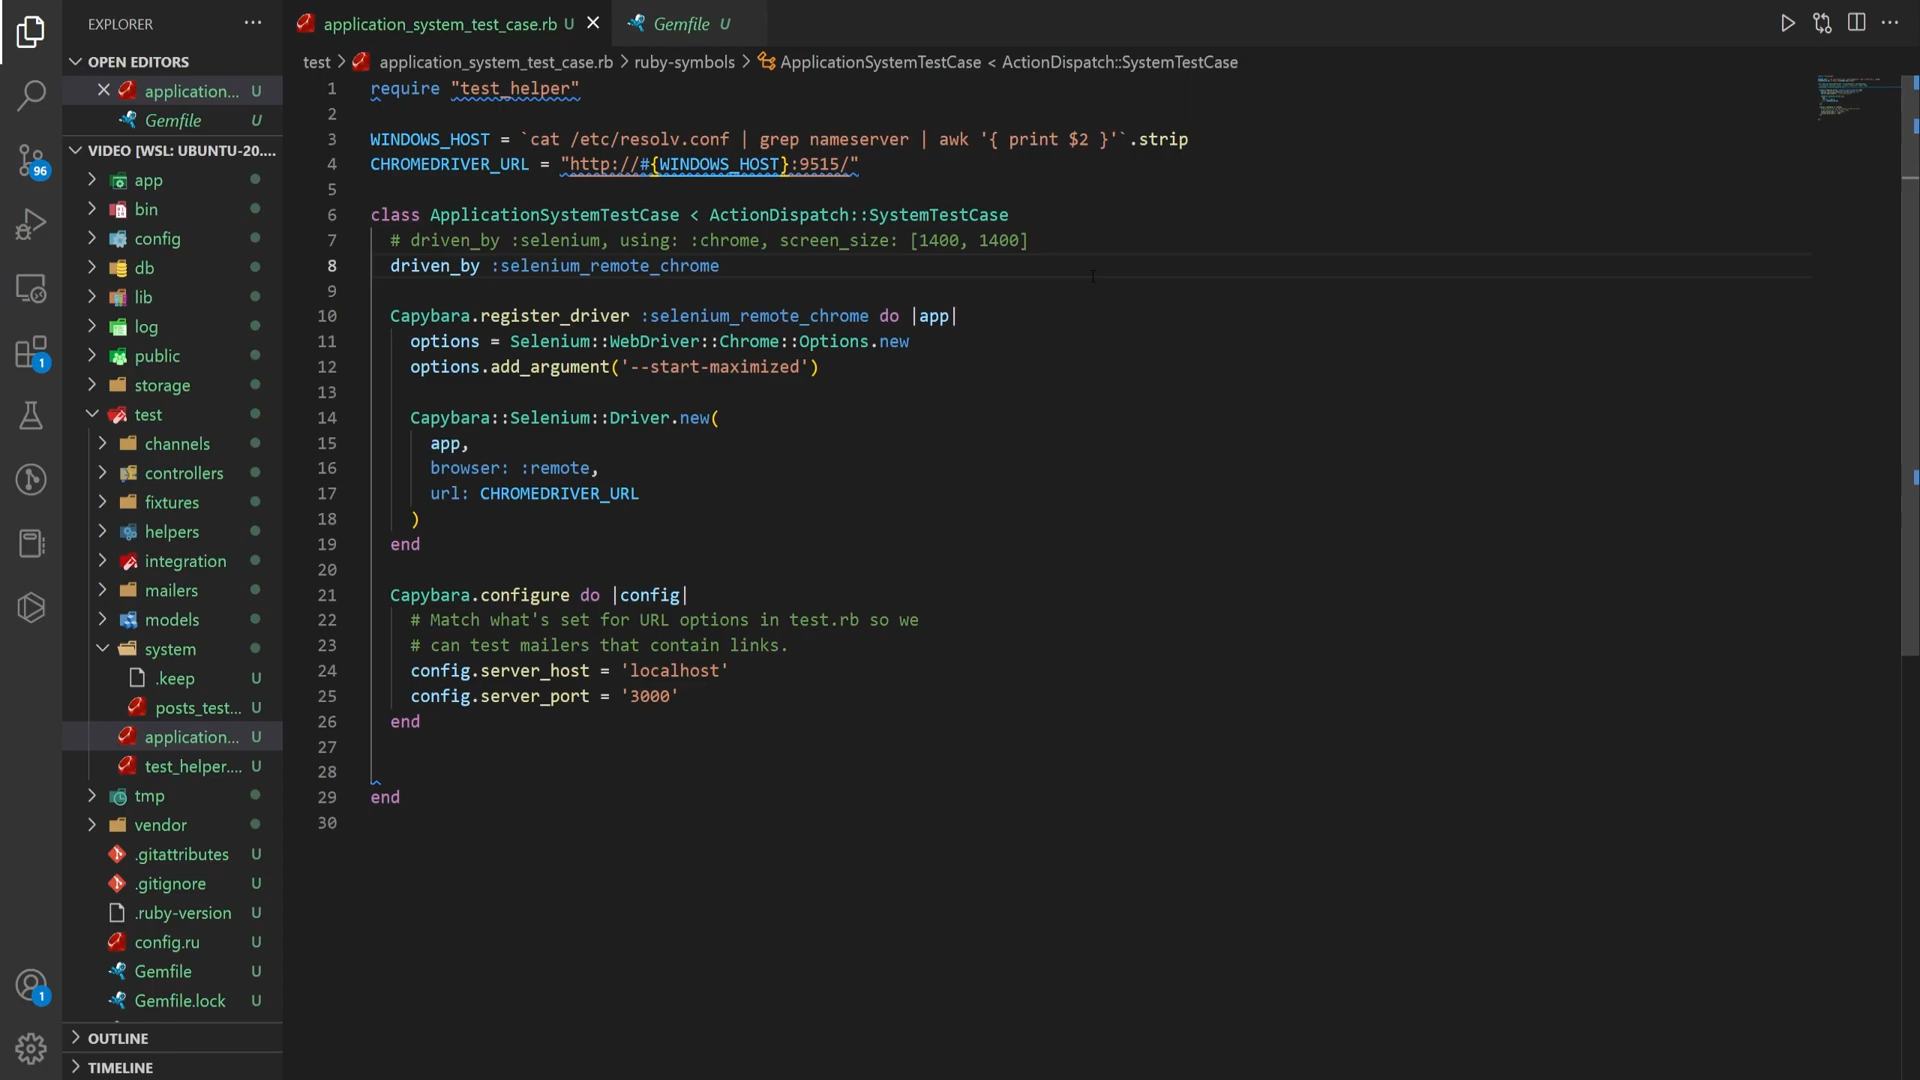 EXPLORER
OPEN EDITORS
application... U
Gemfile U
VIDEO [WSL: UBUNTU-20....
app
bin
config
db
lib
log
public
storage
test
channels
controllers
fixtures
helpers
integration
mailers
models
system
.keep U
posts_test... U
application... U
test_helper.... U
tmp
vendor
.gitattributes U
.gitignore U
.ruby-version U
config.ru U
Gemfile U
Gemfile.lock U
OUTLINE
TIMELINE
96
1
1
application_system_test_case.rb U
Gemfile U
test > application_system_test_case.rb > ruby-symbols > ApplicationSystemTestCase < ActionDispatch::SystemTestCase
1 require "test_helper"
2
3 WINDOWS_HOST = `cat /etc/resolv.conf | grep nameserver | awk '{ print $2 }'`.strip
4 CHROMEDRIVER_URL = "http://#{WINDOWS_HOST}:9515/"
5
6 class ApplicationSystemTestCase < ActionDispatch::SystemTestCase
7 # driven_by :selenium, using: :chrome, screen_size: [1400, 1400]
8 driven_by :selenium_remote_chrome
9
10 Capybara.register_driver :selenium_remote_chrome do |app|
11 options = Selenium::WebDriver::Chrome::Options.new
12 options.add_argument('--start-maximized')
13
14 Capybara::Selenium::Driver.new(
15 app,
16 browser: :remote,
17 url: CHROMEDRIVER_URL
18 )
19 end
20
21 Capybara.configure do |config|
22 # Match what's set for URL options in test.rb so we
23 # can test mailers that contain links.
24 config.server_host = 'localhost'
25 config.server_port = '3000'
26 end
27
28
29 end
30